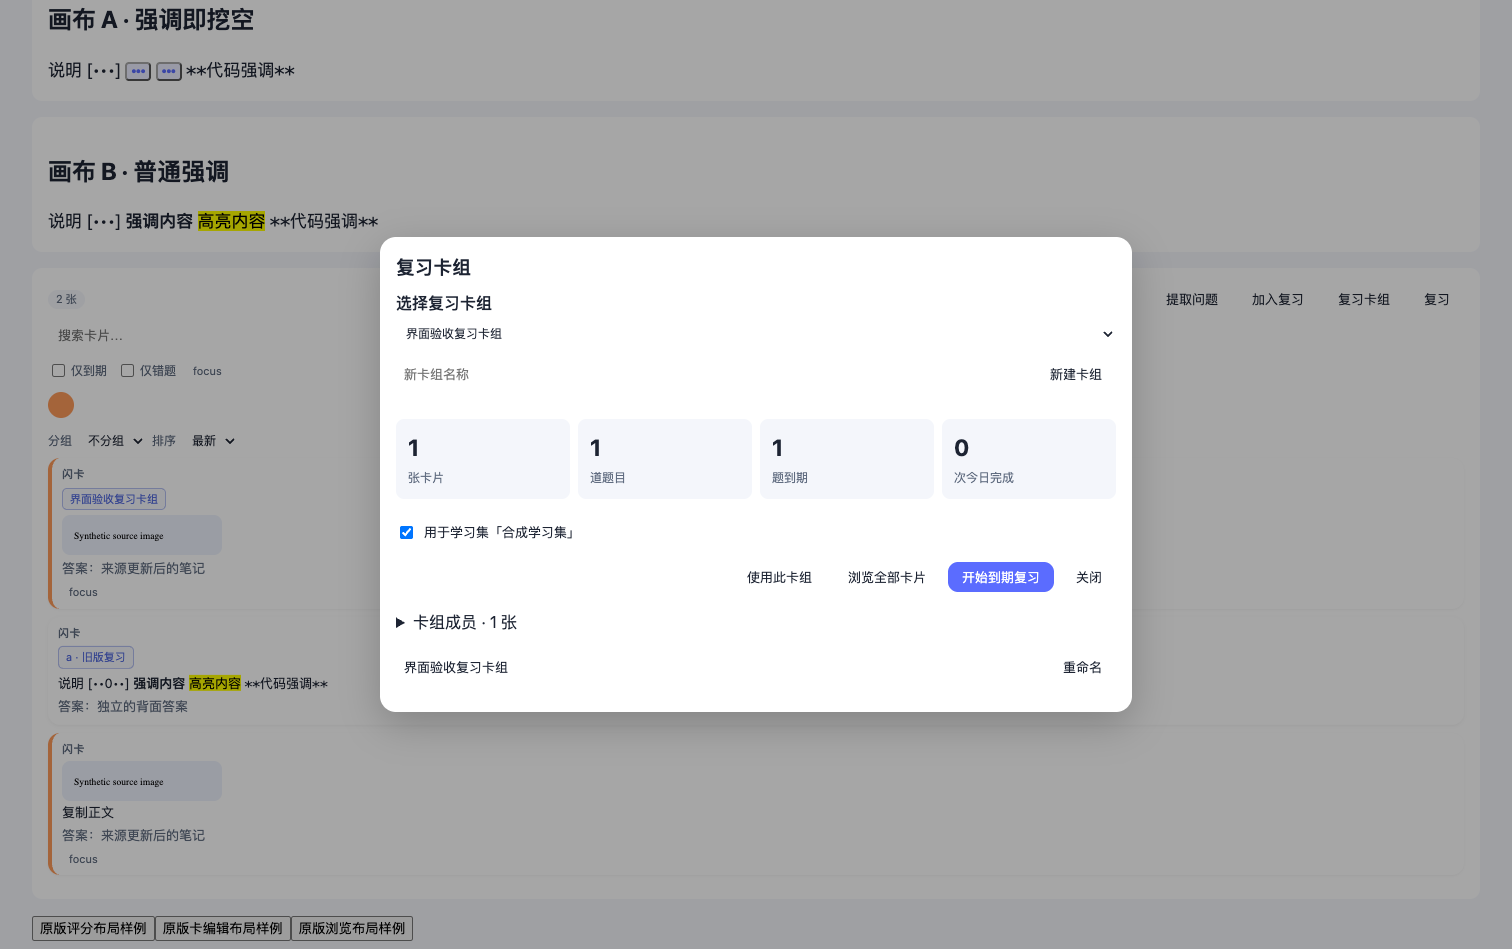 画布 A · 强调即挖空
说明 [···] ••• ••• **代码强调**
画布 B · 普通强调
说明 [···] 强调内容 高亮内容 **代码强调**
2 张
提取问题 加入复习 复习卡组 复习
搜索卡片...
仅到期 仅错题 focus
分组 不分组 排序 最新
闪卡
界面验收复习卡组
Synthetic source image
答案：来源更新后的笔记
focus
闪卡
a · 旧版复习
说明 [··0··] 强调内容 高亮内容 **代码强调**
答案：独立的背面答案
闪卡
Synthetic source image
复制正文
答案：来源更新后的笔记
focus
原版评分布局样例 原版卡编辑布局样例 原版浏览布局样例
复习卡组
选择复习卡组
界面验收复习卡组
新卡组名称 新建卡组
1 1 1 0
张卡片 道题目 题到期 次今日完成
用于学习集「合成学习集」
使用此卡组 浏览全部卡片 开始到期复习 关闭
卡组成员 · 1 张
界面验收复习卡组 重命名